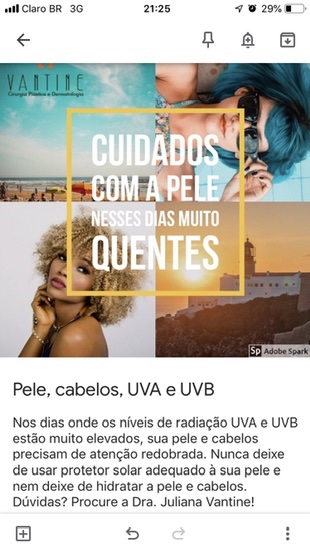 Claro BR 3G 21:25 29%
VANTINE
Cirurgia Plástica e Dermatologia
CUIDADOS
COM A PELE
NESSES DIAS MUITO
QUENTES
Sp Adobe Spark
Pele, cabelos, UVA e UVB
Nos dias onde os níveis de radiação UVA e UVB
estão muito elevados, sua pele e cabelos
precisam de atenção redobrada. Nunca deixe
de usar protetor solar adequado à sua pele e
nem deixe de hidratar a pele e cabelos.
Dúvidas? Procure a Dra. Juliana Vantine!